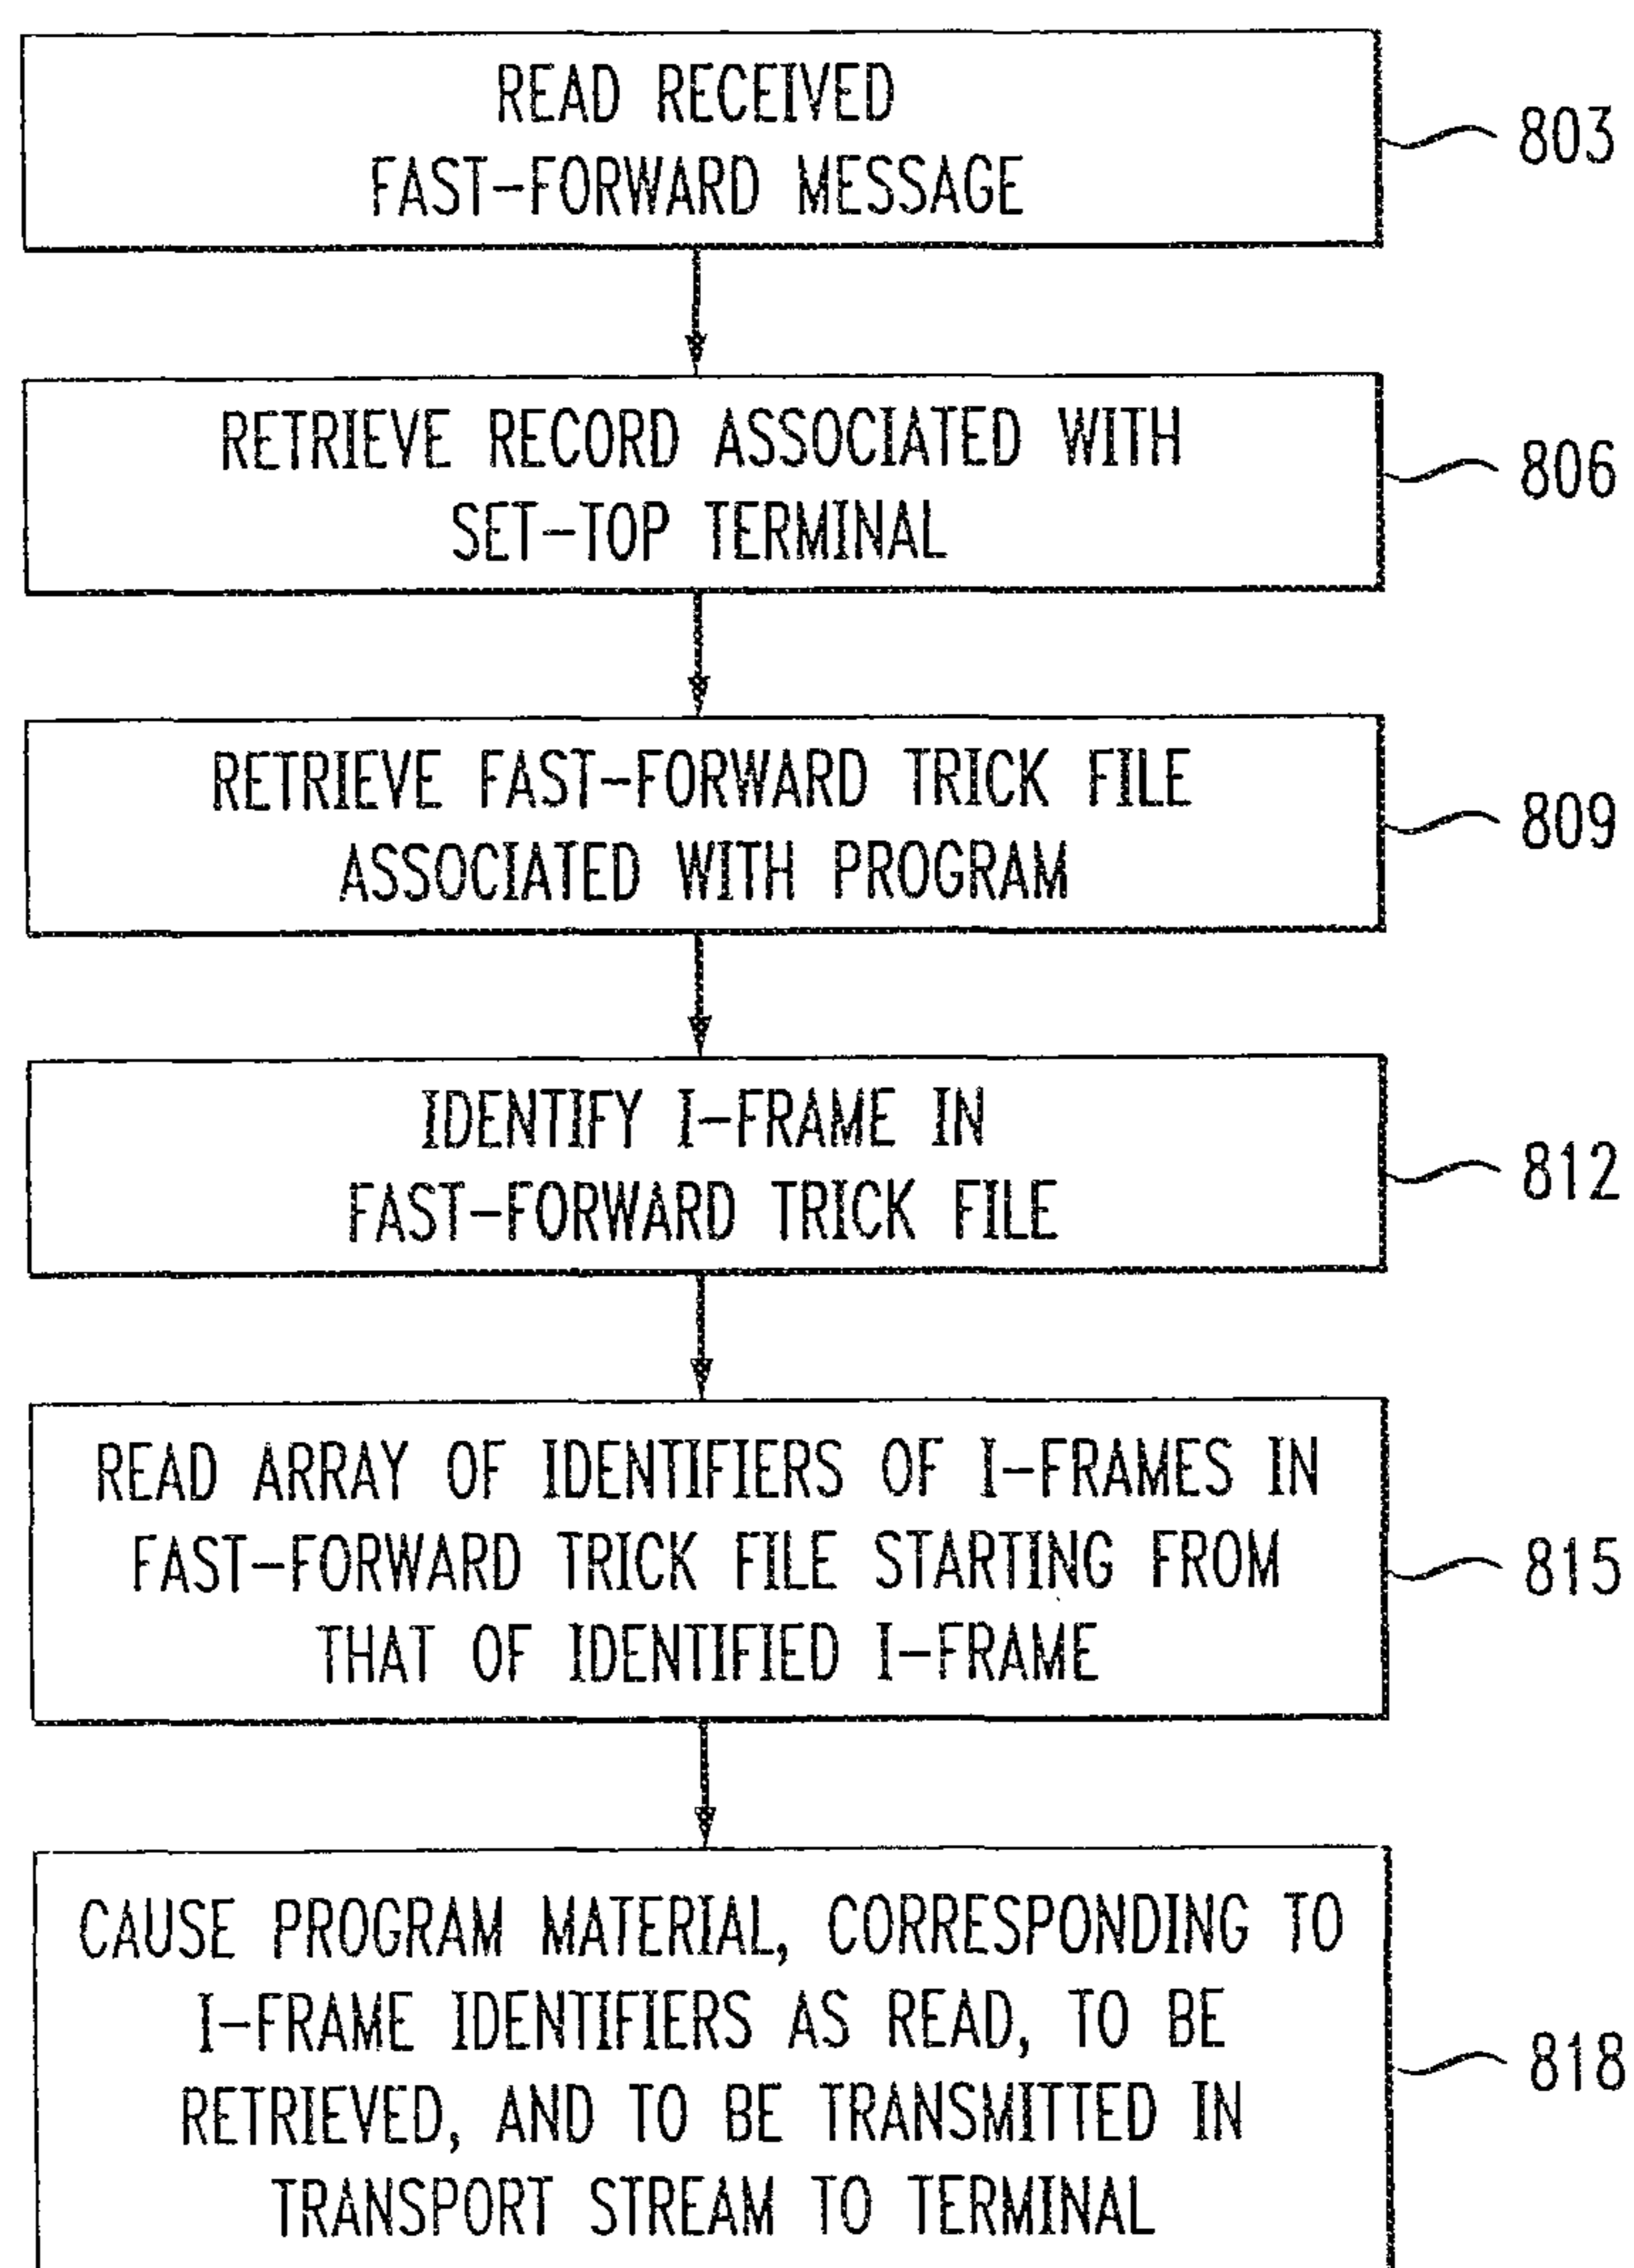 READ RECEIVED
FAST-FORWARD MESSAGE
803
RETRIEVE RECORD ASSOCIATED WITH
SET-TOP TERMINAL
806
RETRIEVE FAST-FORWARD TRICK FILE
ASSOCIATED WITH PROGRAM
809
IDENTIFY I-FRAME IN
FAST-FORWARD TRICK FILE
812
READ ARRAY OF IDENTIFIERS OF I-FRAMES IN
FAST-FORWARD TRICK FILE STARTING FROM
THAT OF IDENTIFIED I-FRAME
815
CAUSE PROGRAM MATERIAL, CORRESPONDING TO
I-FRAME IDENTIFIERS AS READ, TO BE
RETRIEVED, AND TO BE TRANSMITTED IN
TRANSPORT STREAM TO TERMINAL
818